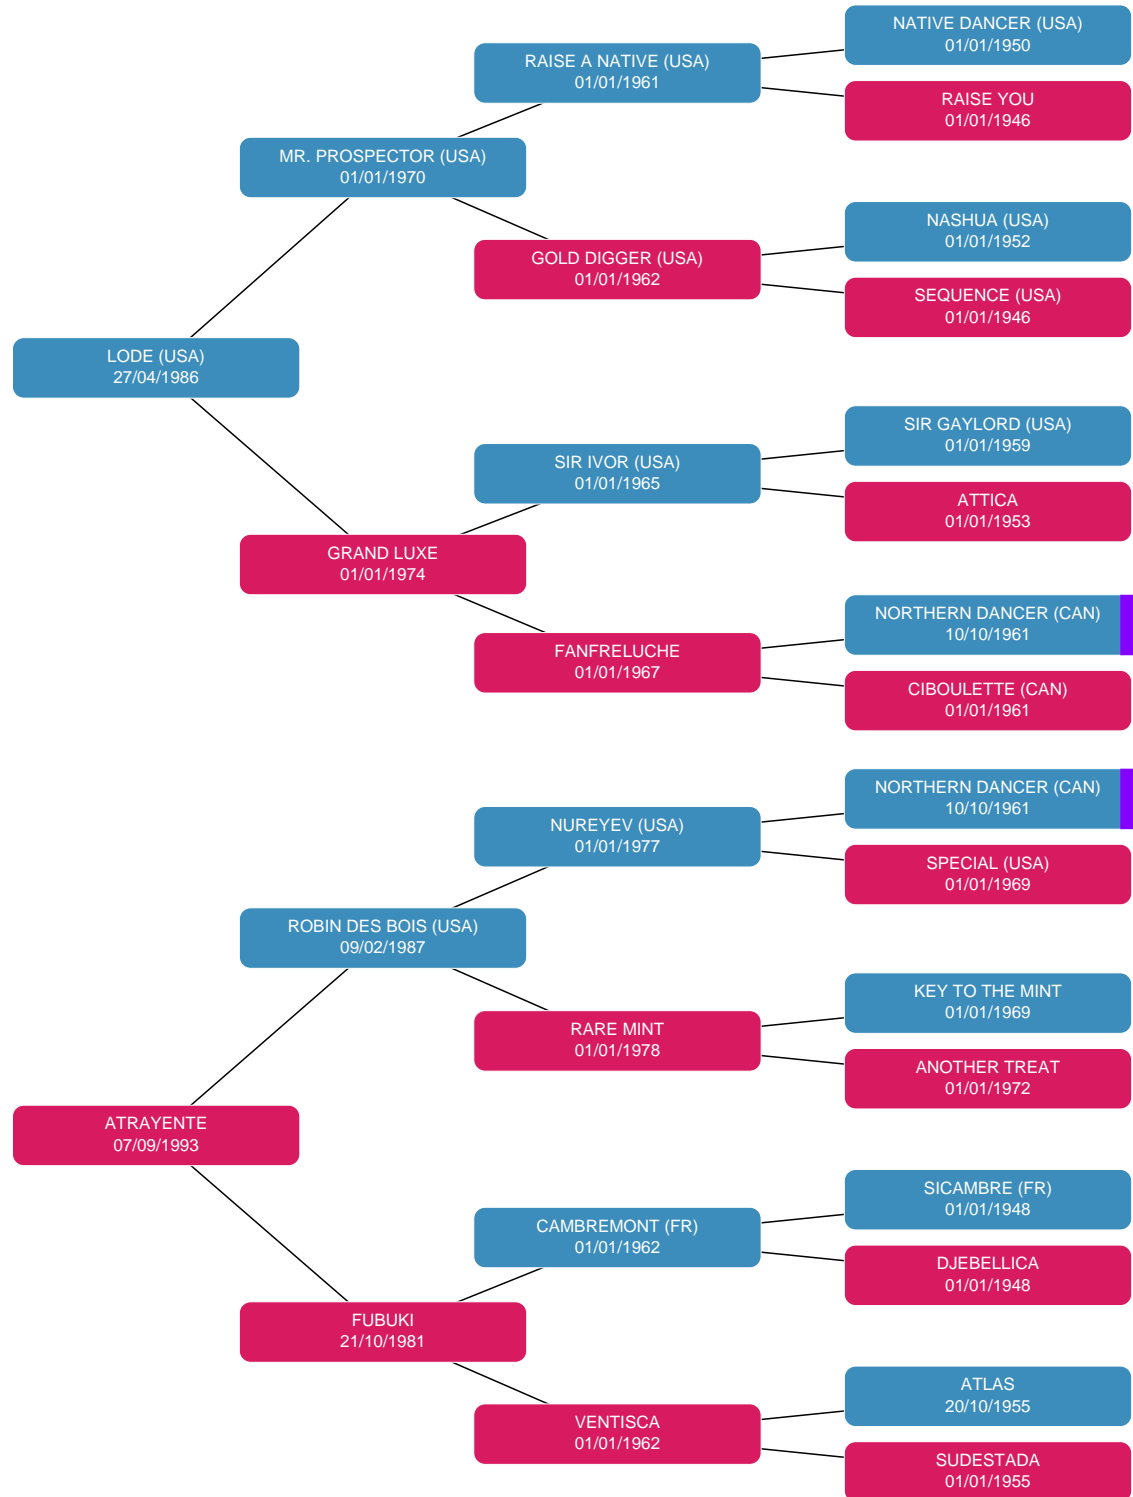 NATIVE DANCER (USA)
01/01/1950
RAISE A NATIVE (USA)
01/01/1961
RAISE YOU
01/01/1946
MR. PROSPECTOR (USA)
01/01/1970
NASHUA (USA)
01/01/1952
GOLD DIGGER (USA)
01/01/1962
SEQUENCE (USA)
01/01/1946
LODE (USA)
27/04/1986
SIR GAYLORD (USA)
01/01/1959
SIR IVOR (USA)
01/01/1965
ATTICA
01/01/1953
GRAND LUXE
01/01/1974
NORTHERN DANCER (CAN)
10/10/1961
FANFRELUCHE
01/01/1967
CIBOULETTE (CAN)
01/01/1961
NORTHERN DANCER (CAN)
10/10/1961
NUREYEV (USA)
01/01/1977
SPECIAL (USA)
01/01/1969
ROBIN DES BOIS (USA)
09/02/1987
KEY TO THE MINT
01/01/1969
RARE MINT
01/01/1978
ANOTHER TREAT
01/01/1972
ATRAYENTE
07/09/1993
SICAMBRE (FR)
01/01/1948
CAMBREMONT (FR)
01/01/1962
DJEBELLICA
01/01/1948
FUBUKI
21/10/1981
ATLAS
20/10/1955
VENTISCA
01/01/1962
SUDESTADA
01/01/1955